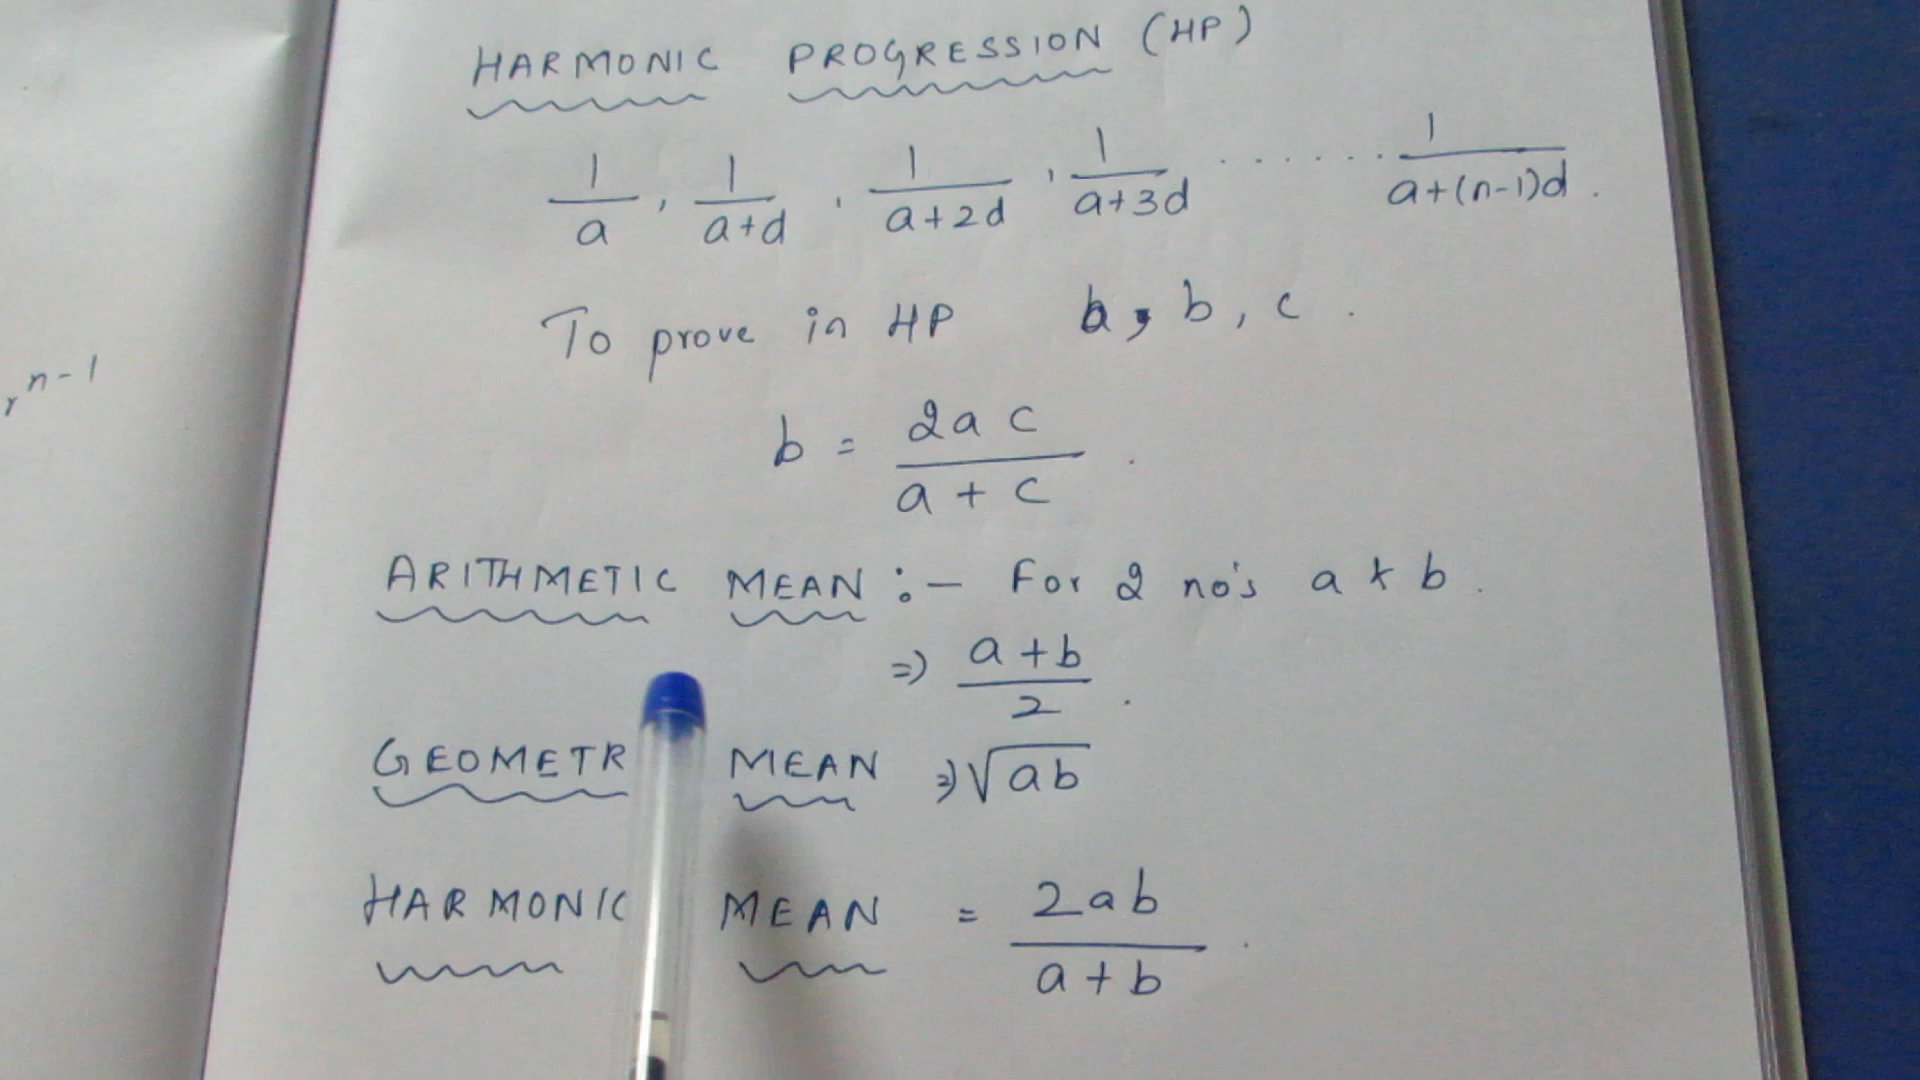 HARMONIC PROGRESSION (HP)
1/a , 1/a+d , 1/a+2d , 1/a+3d ....... 1/a+(n-1)d .
To prove in HP a, b, c .
r^n-1
b = 2ac/a+c .
ARITHMETIC MEAN :- For 2 no's a & b .
=> a+b/2 .
GEOMETR MEAN => √ab
HARMONIC MEAN = 2ab/a+b .